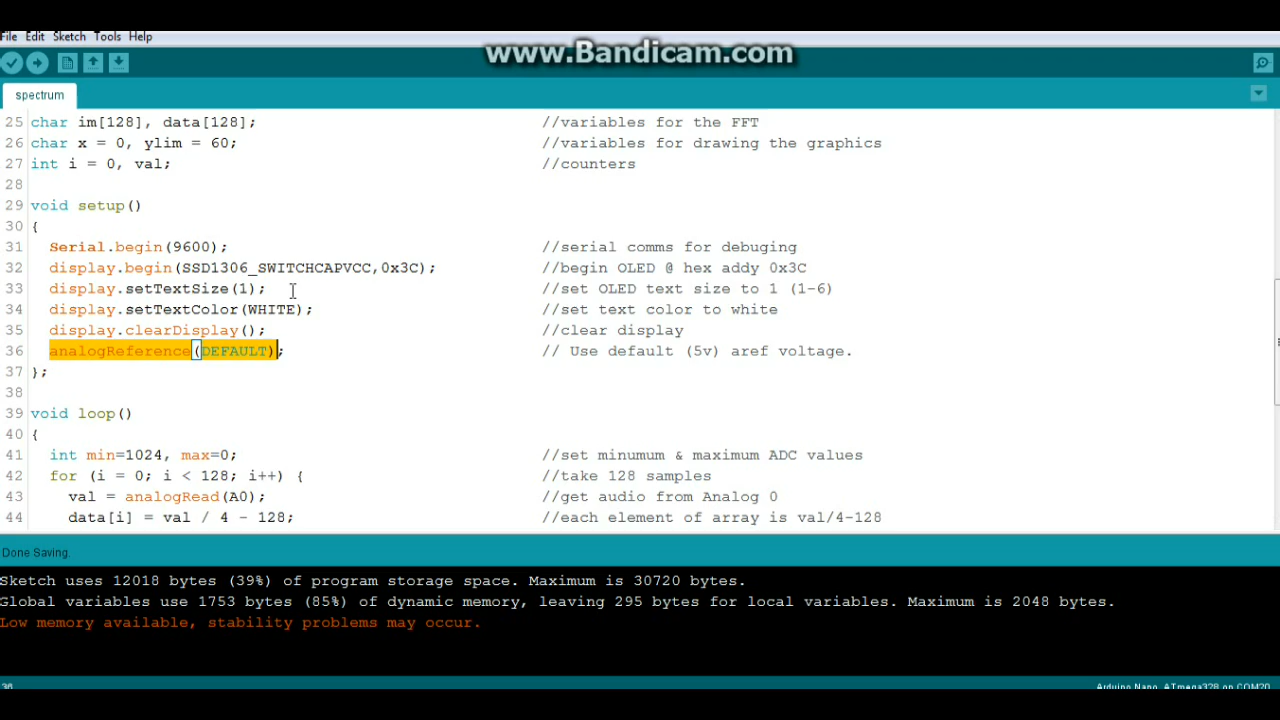 www.Bandicam.com
File Edit Sketch Tools Help
spectrum
25 char im[128], data[128]; //variables for the FFT
26 char x = 0, ylim = 60; //variables for drawing the graphics
27 int i = 0, val; //counters
28
29 void setup()
30 {
31 Serial.begin(9600); //serial comms for debuging
32 display.begin(SSD1306_SWITCHCAPVCC,0x3C); //begin OLED @ hex addy 0x3C
33 display.setTextSize(1); //set OLED text size to 1 (1-6)
34 display.setTextColor(WHITE); //set text color to white
35 display.clearDisplay(); //clear display
36 analogReference(DEFAULT); // Use default (5v) aref voltage.
37 };
38
39 void loop()
40 {
41 int min=1024, max=0; //set minumum & maximum ADC values
42 for (i = 0; i < 128; i++) { //take 128 samples
43 val = analogRead(A0); //get audio from Analog 0
44 data[i] = val / 4 - 128; //each element of array is val/4-128
Done Saving.
Sketch uses 12018 bytes (39%) of program storage space. Maximum is 30720 bytes.
Global variables use 1753 bytes (85%) of dynamic memory, leaving 295 bytes for local variables. Maximum is 2048 bytes.
Low memory available, stability problems may occur.
36 Arduino Nano, ATmega328 on COM20